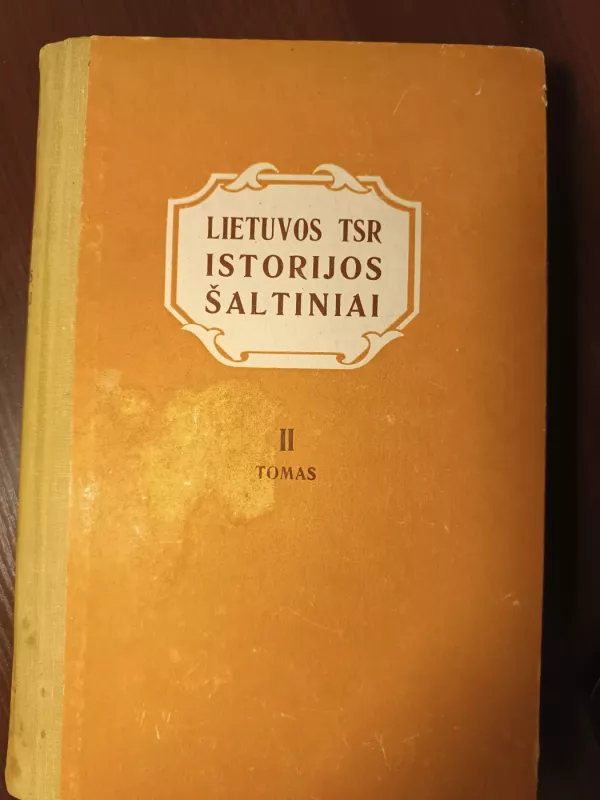 LIETUVOS TSR
ISTORIJOS
ŠALTINIAI
II
TOMAS